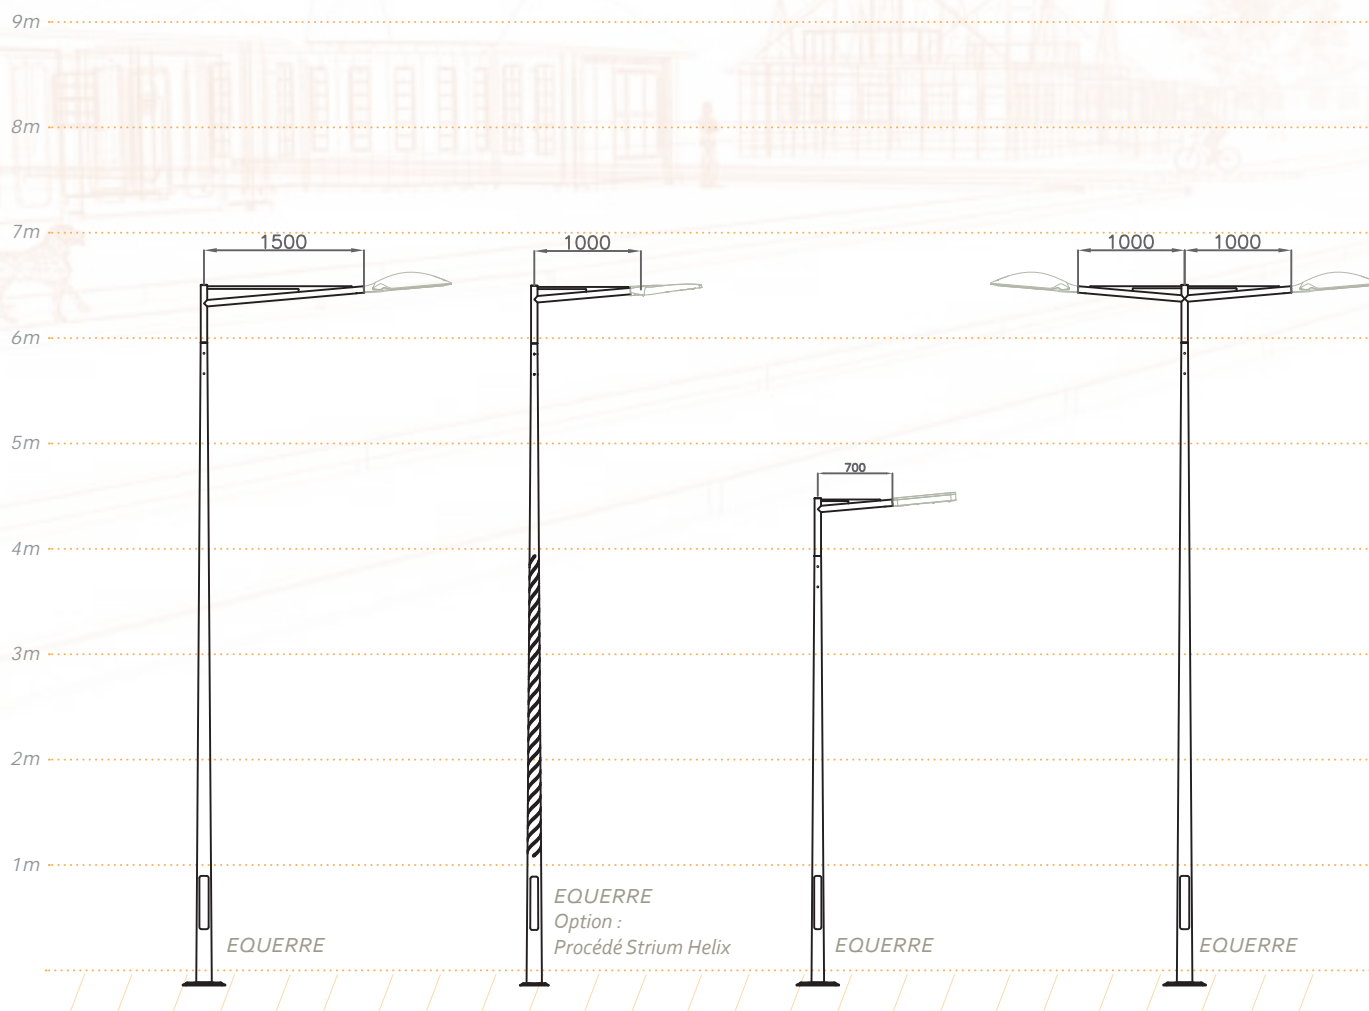 9m
8m
7m
1500
1000
1000
1000
6m
5m
700
4m
3m
2m
1m
EQUERRE
EQUERRE
Option :
Procédé Strium Helix
EQUERRE
EQUERRE